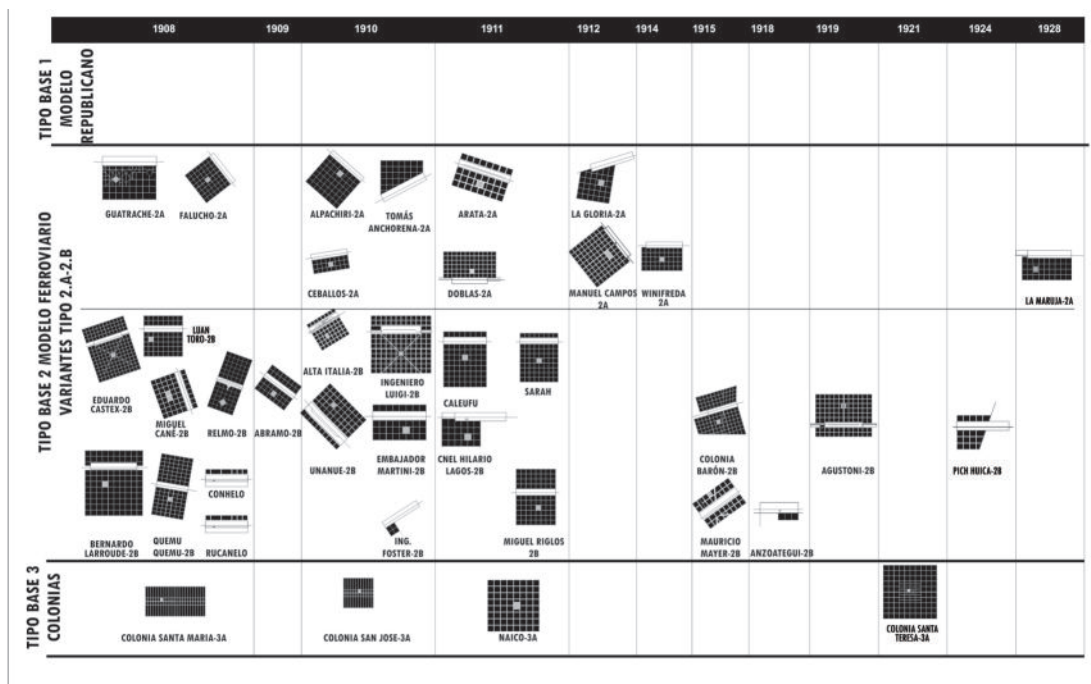 1908 1909 1910 1911 1912 1914 1915 1918 1919 1921 1924 1928
TIPO BASE 1
MODELO
REPUBLICANO
TIPO BASE 2 MODELO FERROVIARIO
VARIANTES TIPO 2.A-2.B
GUATRACHE-2A
FALUCHO-2A
ALPACHIRI-2A
TOMÁS
ANCHORENA-2A
ARATA-2A
LA GLORIA-2A
CEBALLOS-2A
DOBLAS-2A
MANUEL CAMPOS
2A
WINIFREDA
2A
LA MARUJA-2A
EDUARDO
CASTEX-2B
LUAN
TORO-2B
MIGUEL
CANÉ-2B
RELMO-2B
ABRAMO-2B
ALTA ITALIA-2B
INGENIERO
LUIGI-2B
CALEUFU
SARAH
UNANUE-2B
EMBAJADOR
MARTINI-2B
CNEL HILARIO
LAGOS-2B
COLONIA
BARÓN-2B
AGUSTONI-2B
PICH HUICA-2B
BERNARDO
LARROUDE-2B
QUEMU
QUEMU-2B
CONHELO
RUCANELO
ING.
FOSTER-2B
MIGUEL RIGLOS
2B
MAURICIO
MAYER-2B
ANZOATEGUI-2B
TIPO BASE 3
COLONIAS
COLONIA SANTA MARIA-3A
COLONIA SAN JOSE-3A
NAICO-3A
COLONIA SANTA
TERESA-3A